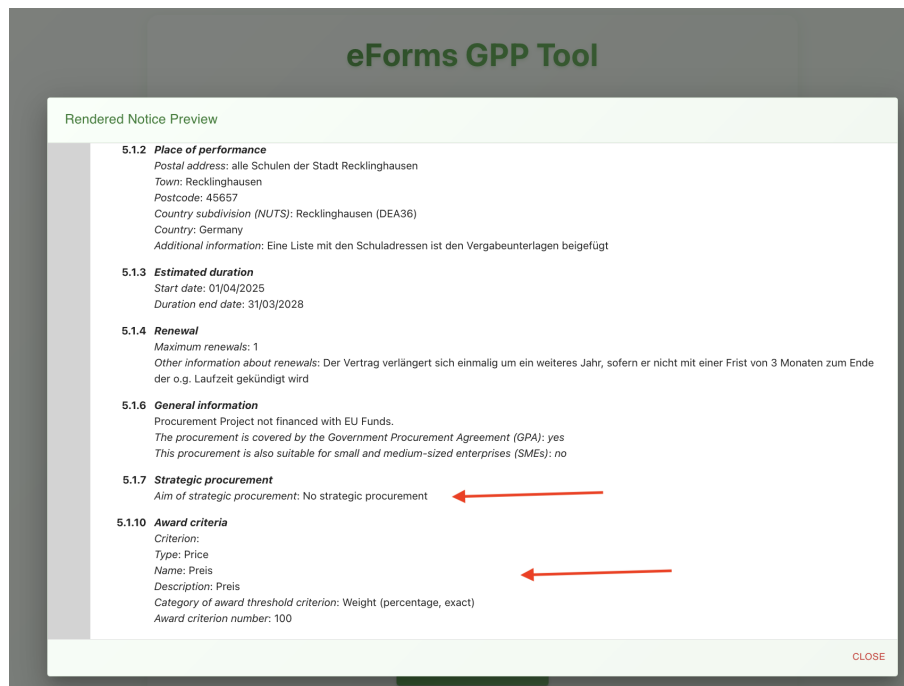 eForms GPP Tool
Rendered Notice Preview
5.1.2 Place of performance
Postal address: alle Schulen der Stadt Recklinghausen
Town: Recklinghausen
Postcode: 45657
Country subdivision (NUTS): Recklinghausen (DEA36)
Country: Germany
Additional information: Eine Liste mit den Schuladressen ist den Vergabeunterlagen beigefügt
5.1.3 Estimated duration
Start date: 01/04/2025
Duration end date: 31/03/2028
5.1.4 Renewal
Maximum renewals: 1
Other information about renewals: Der Vertrag verlängert sich einmalig um ein weiteres Jahr, sofern er nicht mit einer Frist von 3 Monaten zum Ende
der o.g. Laufzeit gekündigt wird
5.1.6 General information
Procurement Project not financed with EU Funds.
The procurement is covered by the Government Procurement Agreement (GPA): yes
This procurement is also suitable for small and medium-sized enterprises (SMEs): no
5.1.7 Strategic procurement
Aim of strategic procurement: No strategic procurement
5.1.10 Award criteria
Criterion:
Type: Price
Name: Preis
Description: Preis
Category of award threshold criterion: Weight (percentage, exact)
Award criterion number: 100
CLOSE